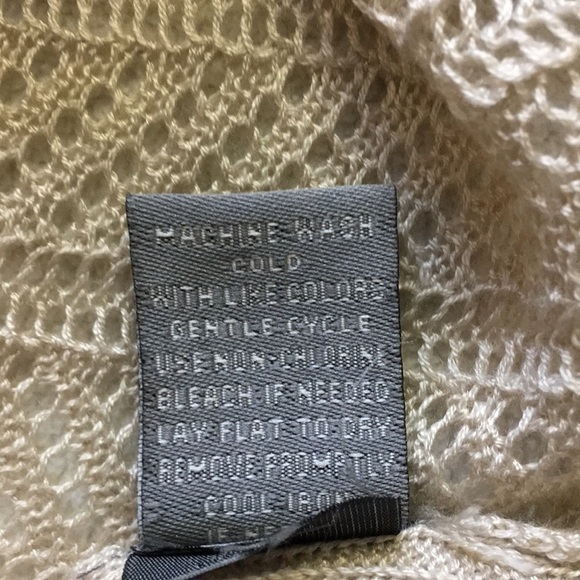 MACHINE WASH
COLD
WITH LIKE COLORS
GENTLE CYCLE
USE NON-CHLORINE
BLEACH IF NEEDED
LAY FLAT TO DRY
REMOVE PROMPTLY
COOL IRON
IF